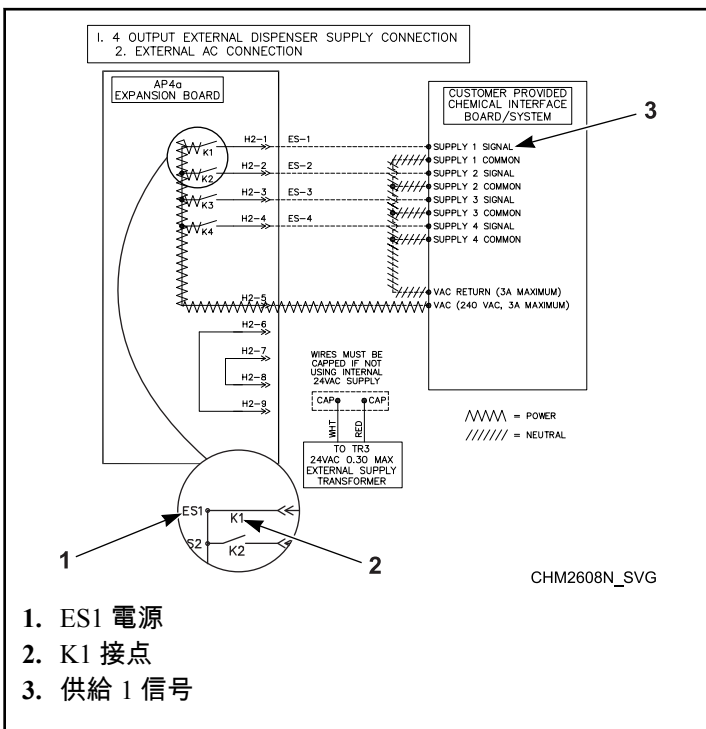 I. 4 OUTPUT EXTERNAL DISPENSER SUPPLY CONNECTION
2. EXTERNAL AC CONNECTION
AP4a
EXPANSION BOARD
CUSTOMER PROVIDED
CHEMICAL INTERFACE
BOARD/SYSTEM
3
K1
H2-1 ES-1
SUPPLY 1 SIGNAL
SUPPLY 1 COMMON
K2
H2-2 ES-2
SUPPLY 2 SIGNAL
SUPPLY 2 COMMON
K3
H2-3 ES-3
SUPPLY 3 SIGNAL
SUPPLY 3 COMMON
K4
H2-4 ES-4
SUPPLY 4 SIGNAL
SUPPLY 4 COMMON
VAC RETURN (3A MAXIMUM)
H2-5
VAC (240 VAC, 3A MAXIMUM)
H2-6
H2-7
H2-8
H2-9
WIRES MUST BE
CAPPED IF NOT
USING INTERNAL
24VAC SUPPLY
CAP CAP
WHT
RED
TO TR3
24VAC 0.30 MAX
EXTERNAL SUPPLY
TRANSFORMER
= POWER
= NEUTRAL
ES1
K1
S2
K2
1
2
CHM2608N_SVG
1. ES1 電源
2. K1 接点
3. 供給 1 信号